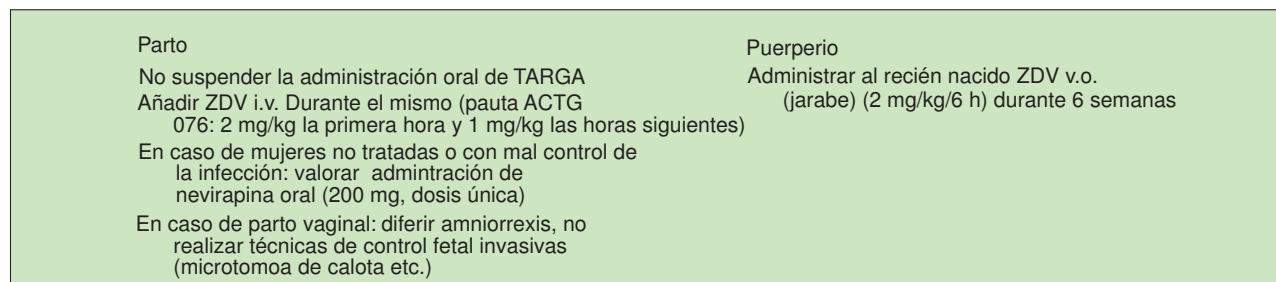 Parto
No suspender la administración oral de TARGA
Añadir ZDV i.v. Durante el mismo (pauta ACTG
076: 2 mg/kg la primera hora y 1 mg/kg las horas siguientes)
En caso de mujeres no tratadas o con mal control de
la infección: valorar admintración de
nevirapina oral (200 mg, dosis única)
En caso de parto vaginal: diferir amniorrexis, no
realizar técnicas de control fetal invasivas
(microtomoa de calota etc.)
Puerperio
Administrar al recién nacido ZDV v.o.
(jarabe) (2 mg/kg/6 h) durante 6 semanas